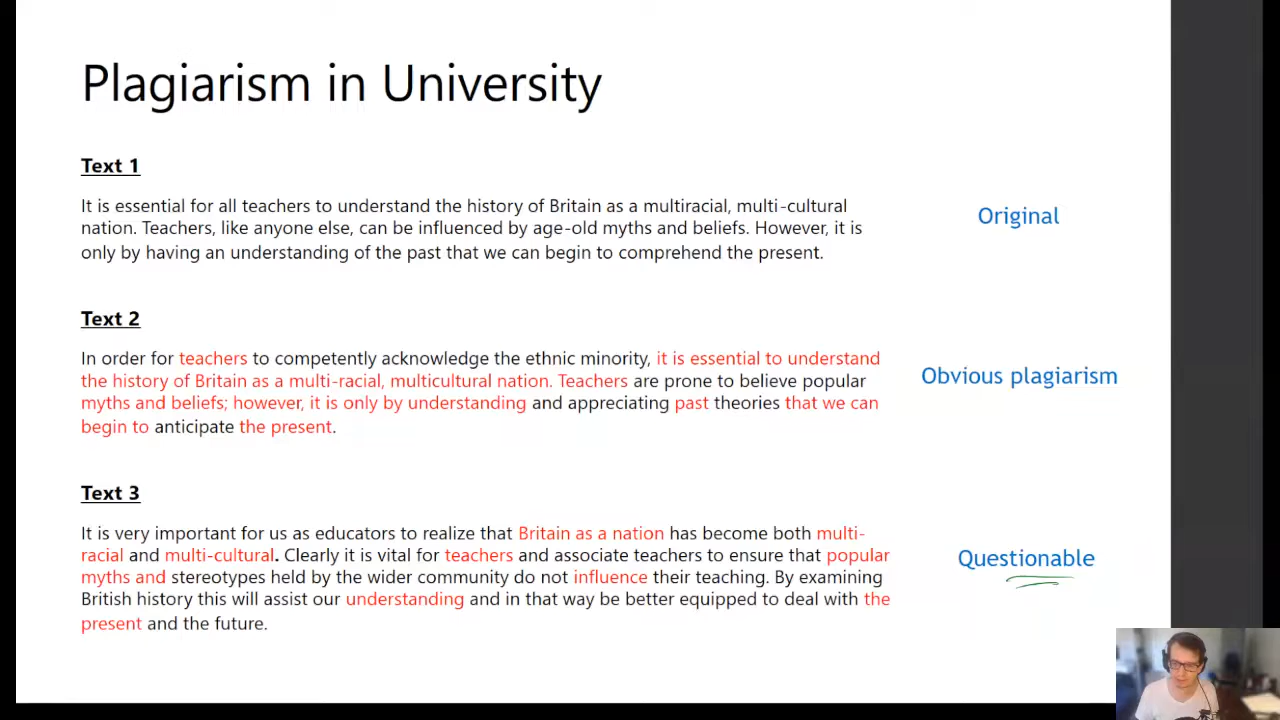 Plagiarism in University
Text 1
It is essential for all teachers to understand the history of Britain as a multiracial, multi-cultural
nation. Teachers, like anyone else, can be influenced by age-old myths and beliefs. However, it is
only by having an understanding of the past that we can begin to comprehend the present.
Original
Text 2
In order for teachers to competently acknowledge the ethnic minority, it is essential to understand
the history of Britain as a multi-racial, multicultural nation. Teachers are prone to believe popular
myths and beliefs; however, it is only by understanding and appreciating past theories that we can
begin to anticipate the present.
Obvious plagiarism
Text 3
It is very important for us as educators to realize that Britain as a nation has become both multi-
racial and multi-cultural. Clearly it is vital for teachers and associate teachers to ensure that popular
myths and stereotypes held by the wider community do not influence their teaching. By examining
British history this will assist our understanding and in that way be better equipped to deal with the
present and the future.
Questionable